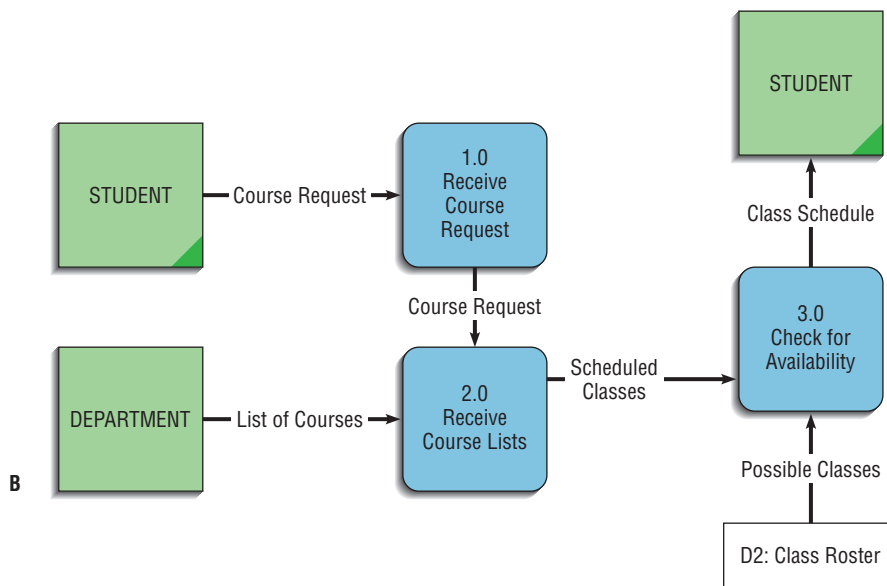 STUDENT
Course Request
1.0
Receive
Course
Request
STUDENT
Class Schedule
Course Request
3.0
Check for
Availability
DEPARTMENT
List of Courses
2.0
Receive
Course Lists
Scheduled
Classes
Possible Classes
D2: Class Roster
B